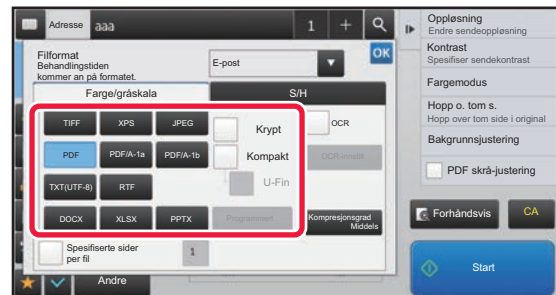 Adresse
aaa
1
+
Filformat
Behandlingstiden
kommer an på formatet.
E-post
OK
Farge/gråskala
S/H
TIFF
XPS
JPEG
Krypt
OCR
PDF
PDF/A-1a
PDF/A-1b
Kompakt
TXT(UTF-8)
RTF
U-Fin
DOCX
XLSX
PPTX
Kompresjonsgrad
Middels
Spesifiserte sider
per fil
1
Andre
Oppløsning
Endre sendeoppløsning
Kontrast
Spesifiser sendekontrast
Fargemodus
Hopp o. tom s.
Hopp over tom side i original
Bakgrunnsjustering
PDF skrå-justering
Forhåndsvis
CA
Start